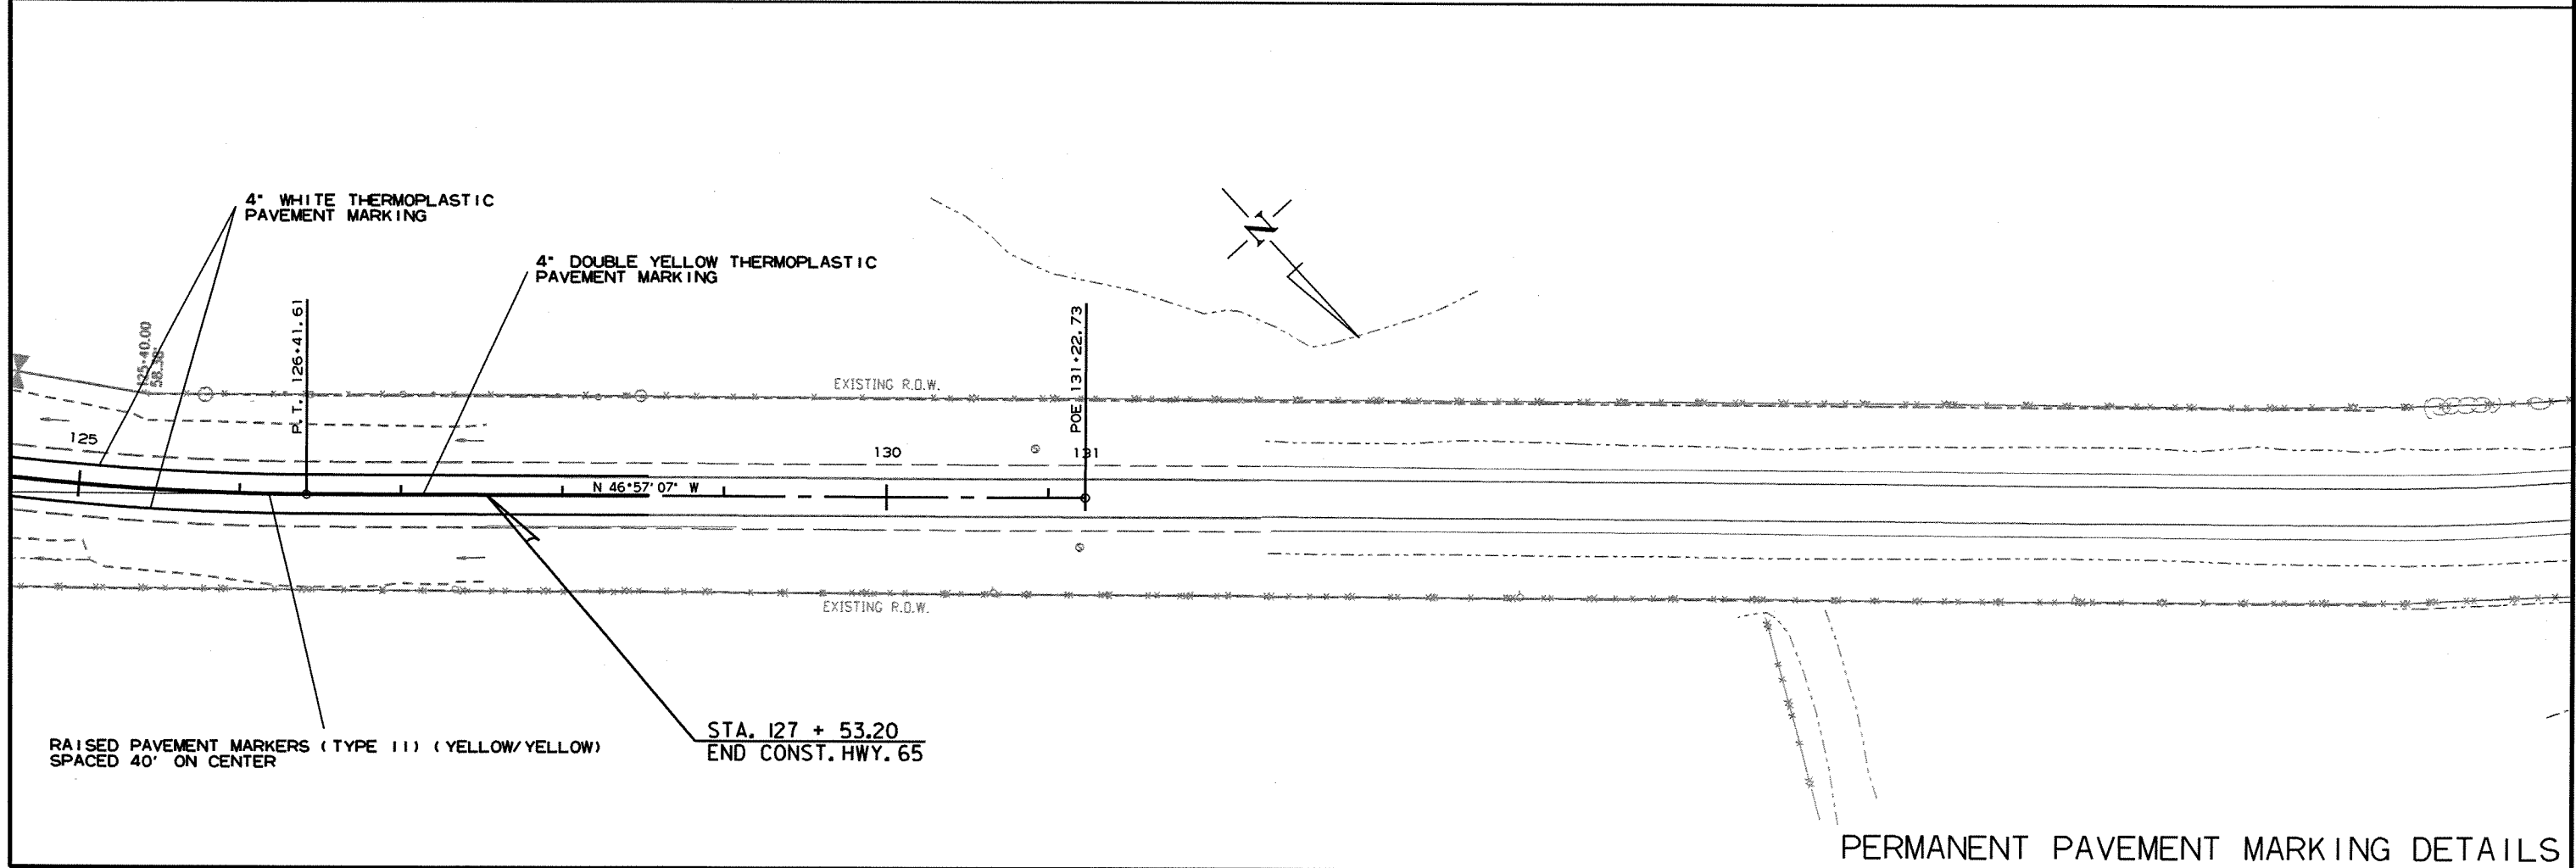 4" WHITE THERMOPLASTIC
PAVEMENT MARKING
4" DOUBLE YELLOW THERMOPLASTIC
PAVEMENT MARKING
N
125+40.00
58.38'
P.T. 126+41.61
POE 131+22.73
EXISTING R.O.W.
125
130
131
N 46°57'07" W
EXISTING R.O.W.
STA. 127 + 53.20
END CONST. HWY. 65
RAISED PAVEMENT MARKERS (TYPE II) (YELLOW/YELLOW)
SPACED 40' ON CENTER
PERMANENT PAVEMENT MARKING DETAILS